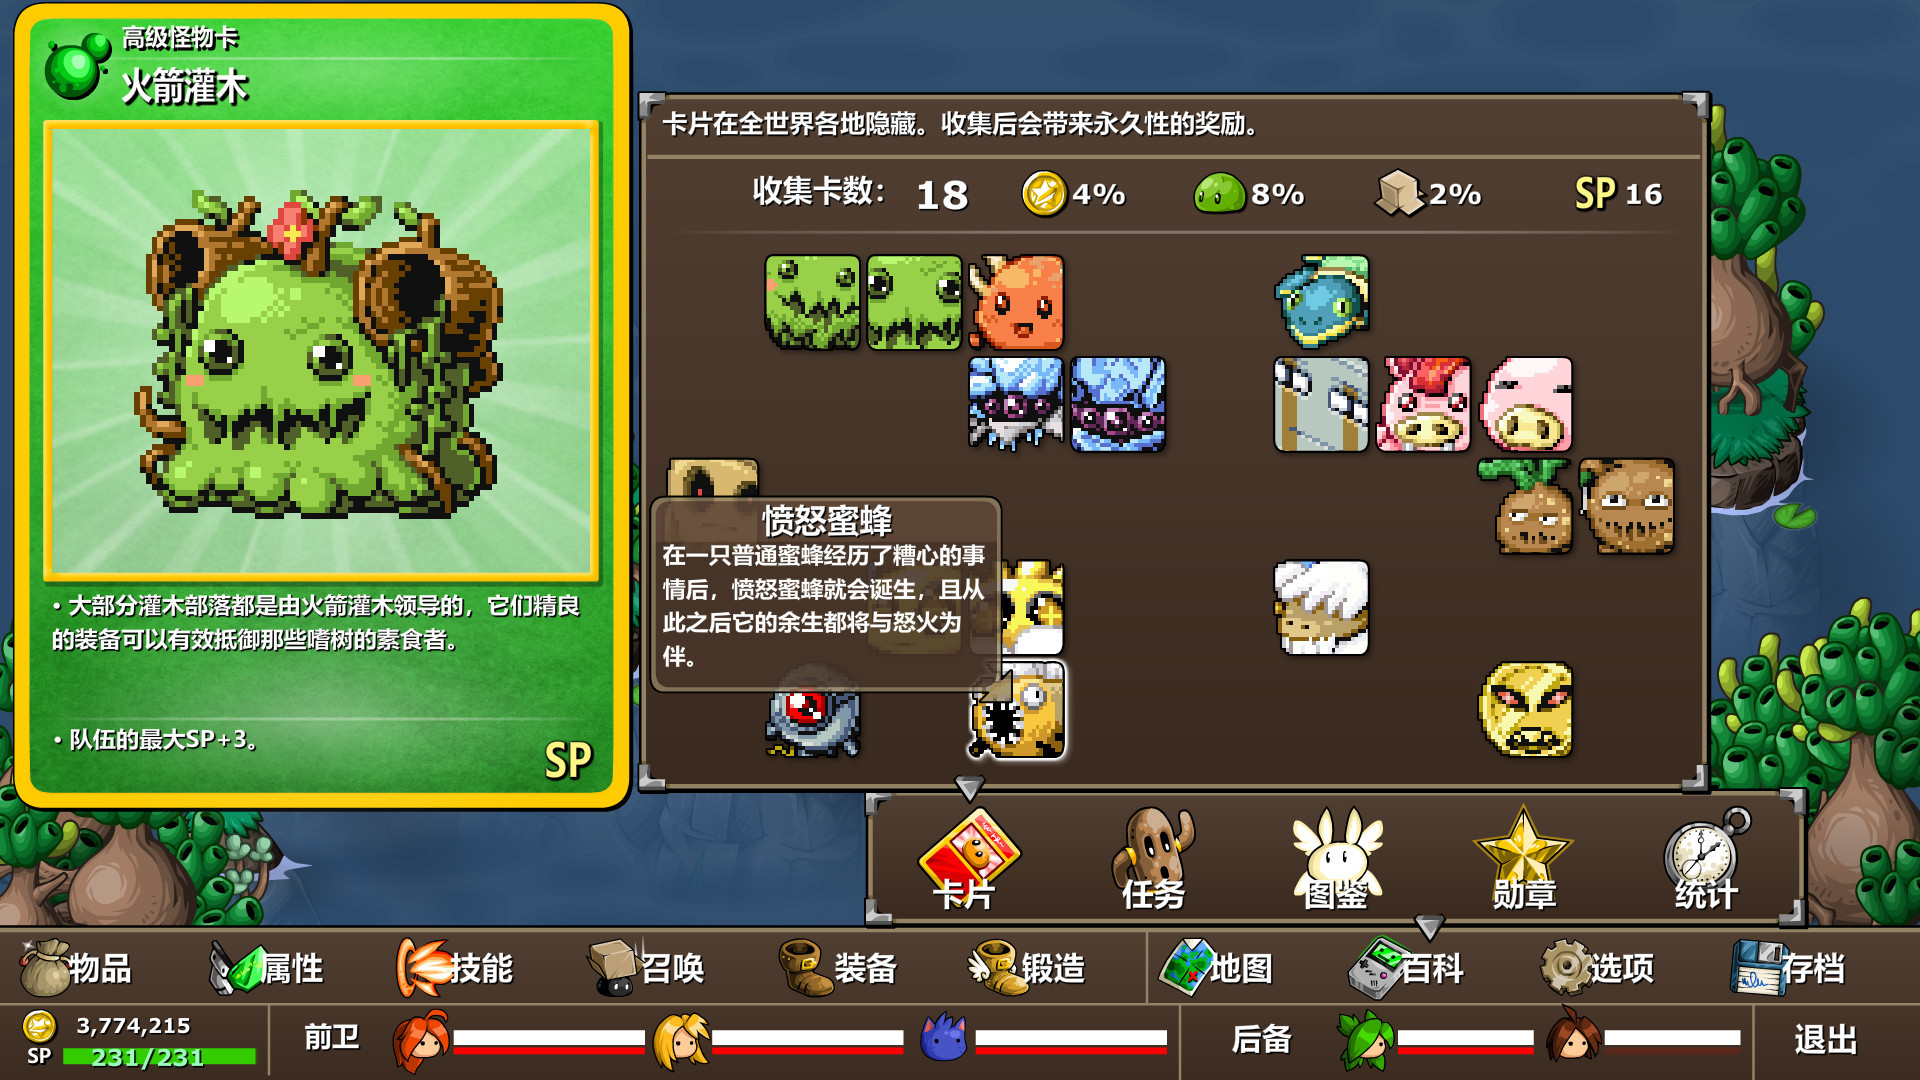 高级怪物卡
火箭灌木
• 大部分灌木部落都是由火箭灌木领导的，它们精良
的装备可以有效抵御那些嗜树的素食者。
• 队伍的最大SP+3。
SP
卡片在全世界各地隐藏。收集后会带来永久性的奖励。
收集卡数： 18 4% 8% 2% SP 16
愤怒蜜蜂
在一只普通蜜蜂经历了糟心的事
情后，愤怒蜜蜂就会诞生，且从
此之后它的余生都将与怒火为
伴。
卡片 任务 图鉴 勋章 统计
物品 属性 技能 召唤 装备 锻造 地图 百科 选项 存档
3,774,215
SP 231/231
前卫 后备 退出